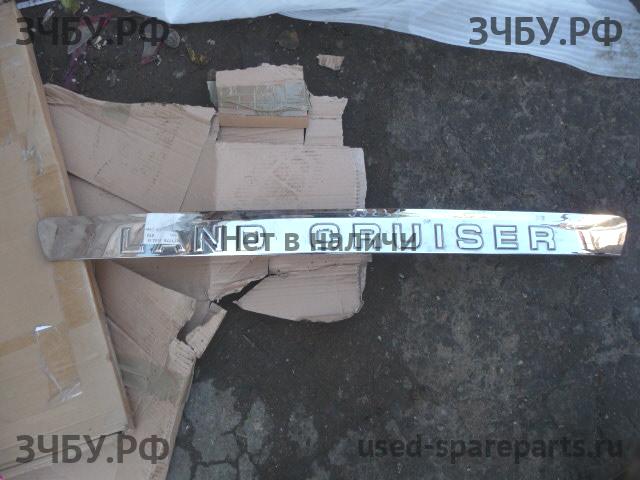 ЗЧБУ.РФ ЗЧБУ.РФ
LAND CRUISER
Нет в наличи
ЗЧБУ.РФ used-spareparts.ru